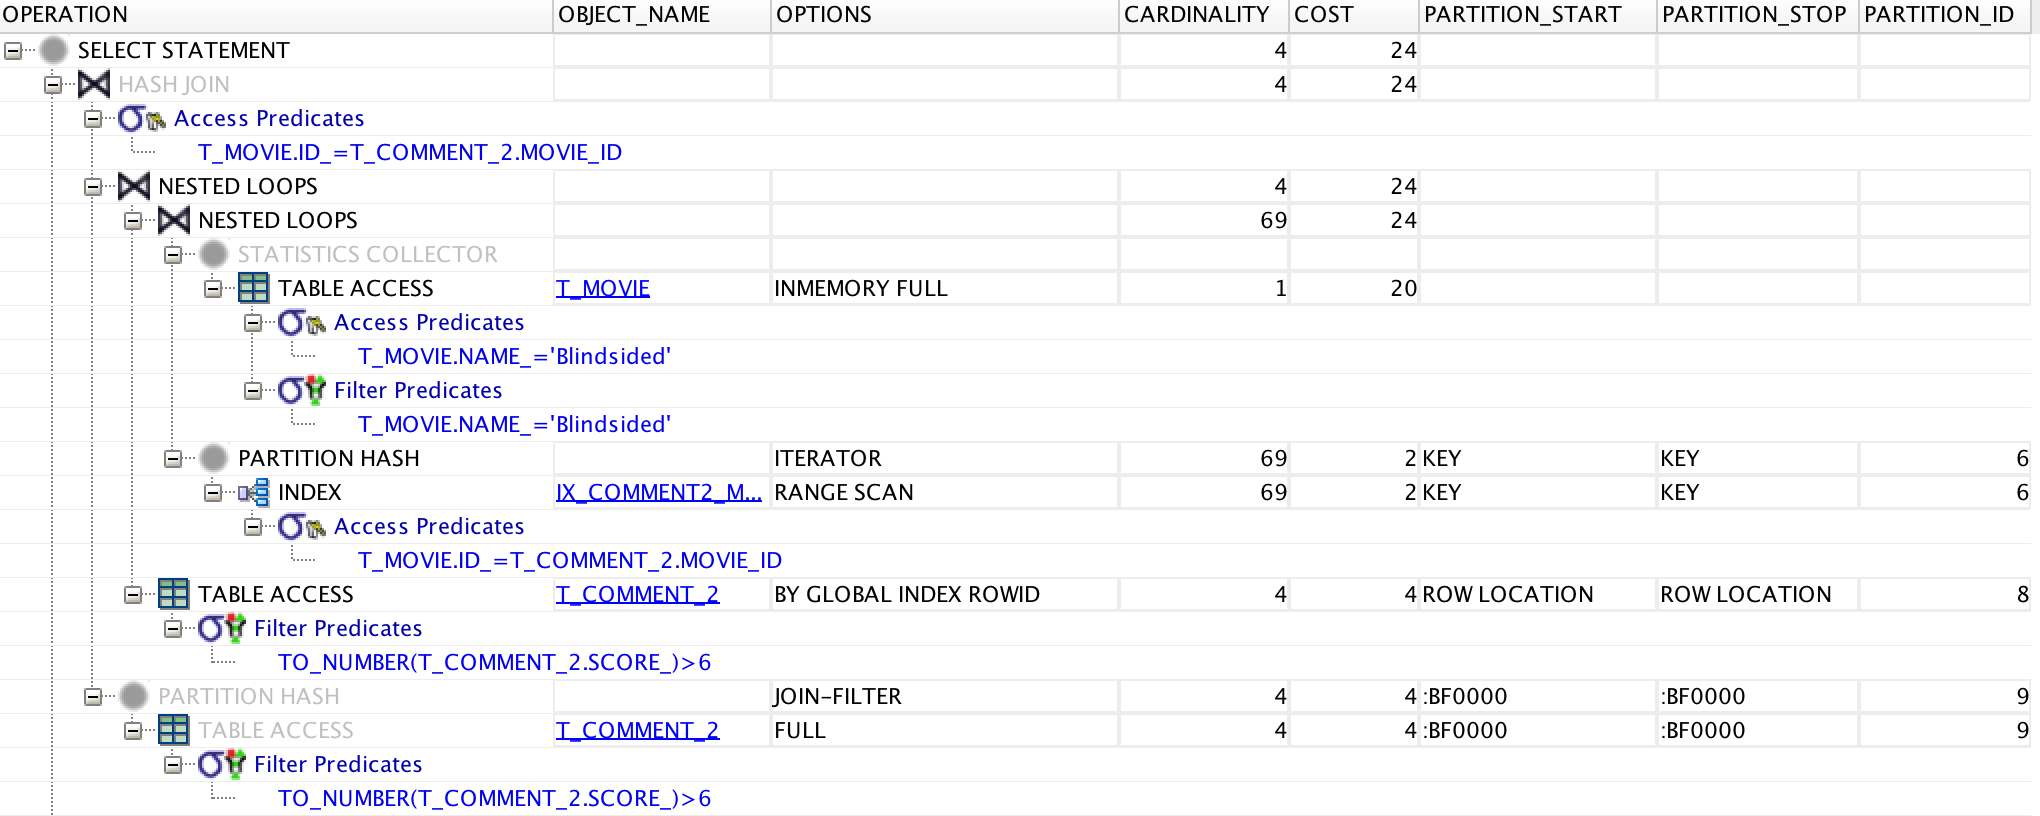 OPERATION OBJECT_NAME OPTIONS CARDINALITY COST PARTITION_START PARTITION_STOP PARTITION_ID
SELECT STATEMENT 4 24
HASH JOIN 4 24
Access Predicates
T_MOVIE.ID_=T_COMMENT_2.MOVIE_ID
NESTED LOOPS 4 24
NESTED LOOPS 69 24
STATISTICS COLLECTOR
TABLE ACCESS T_MOVIE INMEMORY FULL 1 20
Access Predicates
T_MOVIE.NAME_='Blindsided'
Filter Predicates
T_MOVIE.NAME_='Blindsided'
PARTITION HASH ITERATOR 69 2 KEY KEY 6
INDEX IX_COMMENT2_M... RANGE SCAN 69 2 KEY KEY 6
Access Predicates
T_MOVIE.ID_=T_COMMENT_2.MOVIE_ID
TABLE ACCESS T_COMMENT_2 BY GLOBAL INDEX ROWID 4 4 ROW LOCATION ROW LOCATION 8
Filter Predicates
TO_NUMBER(T_COMMENT_2.SCORE_)>6
PARTITION HASH JOIN-FILTER 4 4 :BF0000 :BF0000 9
TABLE ACCESS T_COMMENT_2 FULL 4 4 :BF0000 :BF0000 9
Filter Predicates
TO_NUMBER(T_COMMENT_2.SCORE_)>6